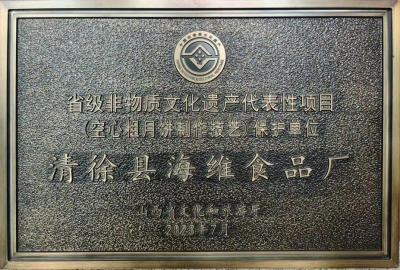 省级非物质文化遗产代表性项目
(空心月饼制作技艺)保护单位
清徐县海维食品厂
山西省文化和旅游厅
2023年7月